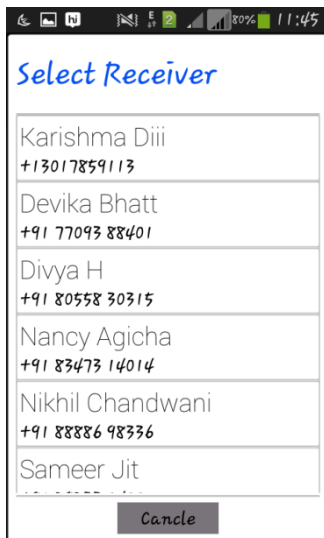 E 2 80% 11:45
Select Receiver
Karishma Diii
+13017859113
Devika Bhatt
+91 77093 88401
Divya H
+91 80558 30315
Nancy Agicha
+91 83473 14014
Nikhil Chandwani
+91 88886 98336
Sameer Jit
Cancle